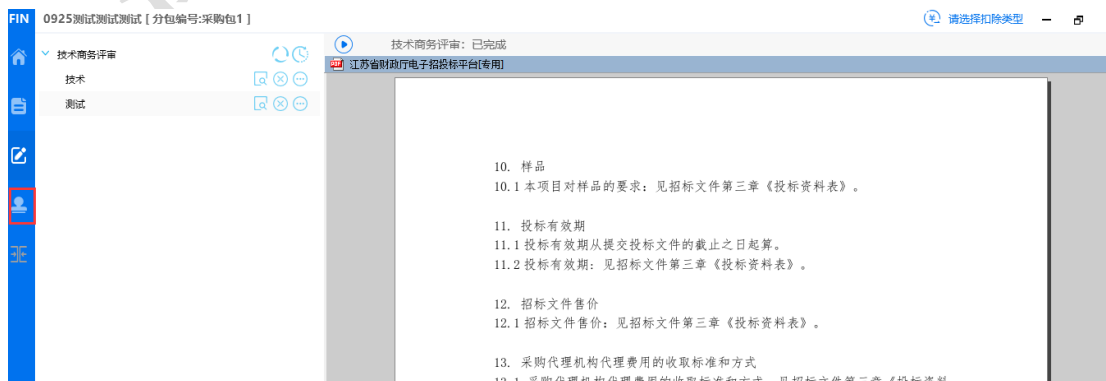 FIN 0925测试测试测试 [ 分包编号:采购包1 ] 请选择扣除类型
技术商务评审
技术
测试
技术商务评审：已完成
江苏省财政厅电子招投标平台[专用]
10. 样品
10.1 本项目对样品的要求：见招标文件第三章《投标资料表》。
11. 投标有效期
11.1 投标有效期从提交投标文件的截止之日起算。
11.2 投标有效期：见招标文件第三章《投标资料表》。
12. 招标文件售价
12.1 招标文件售价：见招标文件第三章《投标资料表》。
13. 采购代理机构代理费用的收取标准和方式